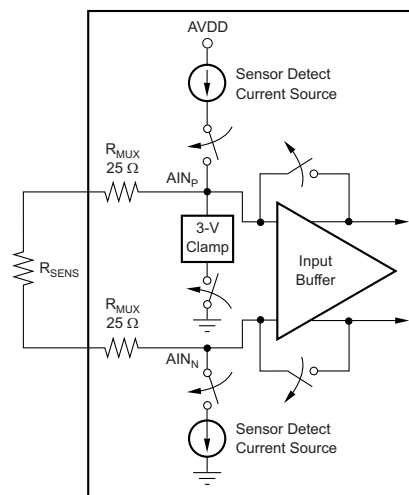 AVDD
Sensor Detect
Current Source
R_MUX
25 Ω
AIN_P
3-V
Clamp
R_SENS
Input
Buffer
R_MUX
25 Ω
AIN_N
Sensor Detect
Current Source